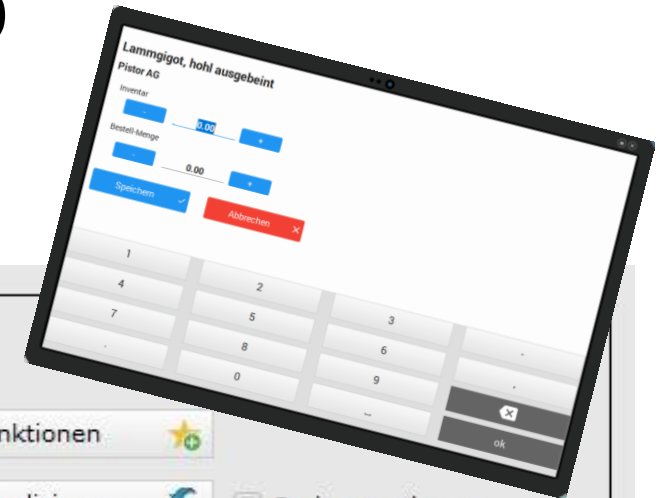 Lammgigot, hohl ausgebeint
Pistor AG
Inventar
- 0.00 +
Bestell-Menge
- 0.00 +
Speichern ✓ Abbrechen ×
1 2 3 -
4 5 6 ,
7 8 9
. 0 _ ok
nktionen